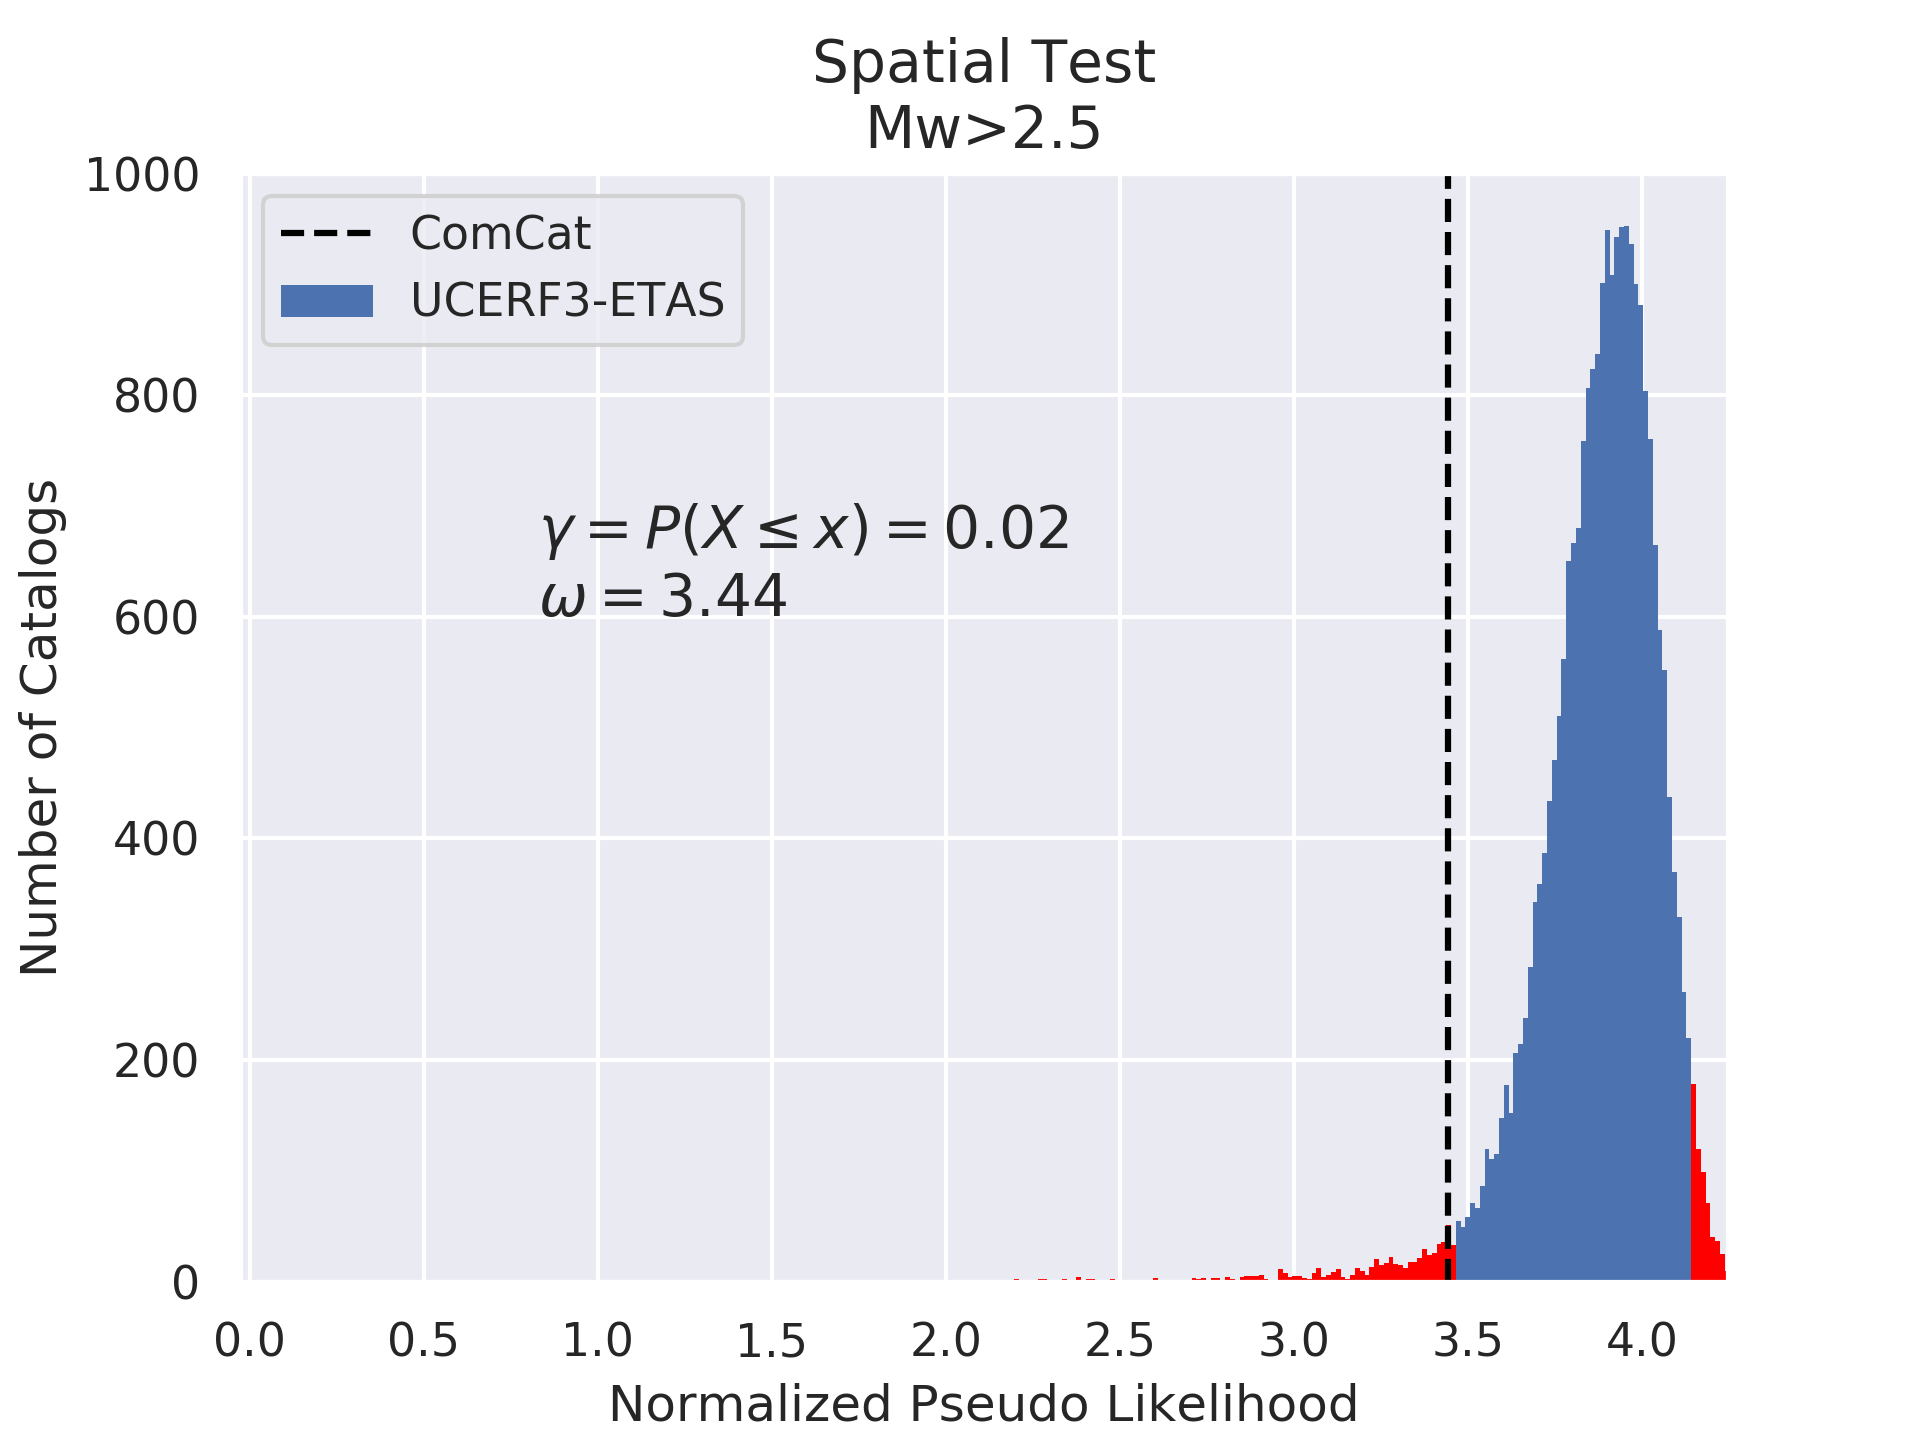 Spatial Test
Mw>2.5
1000
800
600
400
200
0
Number of Catalogs
ComCat
UCERF3-ETAS
γ = P(X ≤ x) = 0.02
ω = 3.44
0.0 0.5 1.0 1.5 2.0 2.5 3.0 3.5 4.0
Normalized Pseudo Likelihood